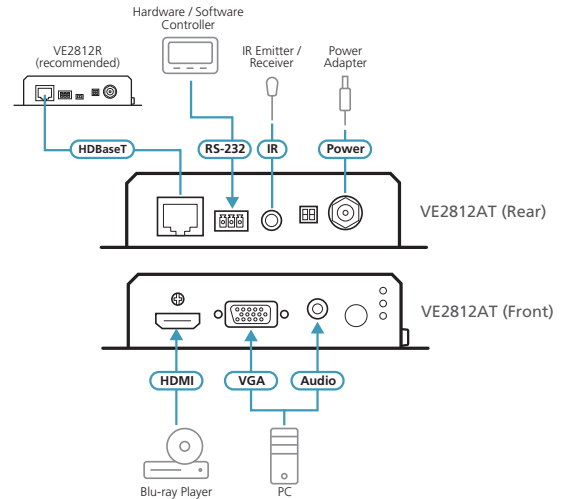 Hardware / Software
Controller
VE2812R
(recommended)
IR Emitter /
Receiver
Power
Adapter
HDBaseT
RS-232
IR
Power
VE2812AT (Rear)
VE2812AT (Front)
HDMI
VGA
Audio
Blu-ray Player
PC